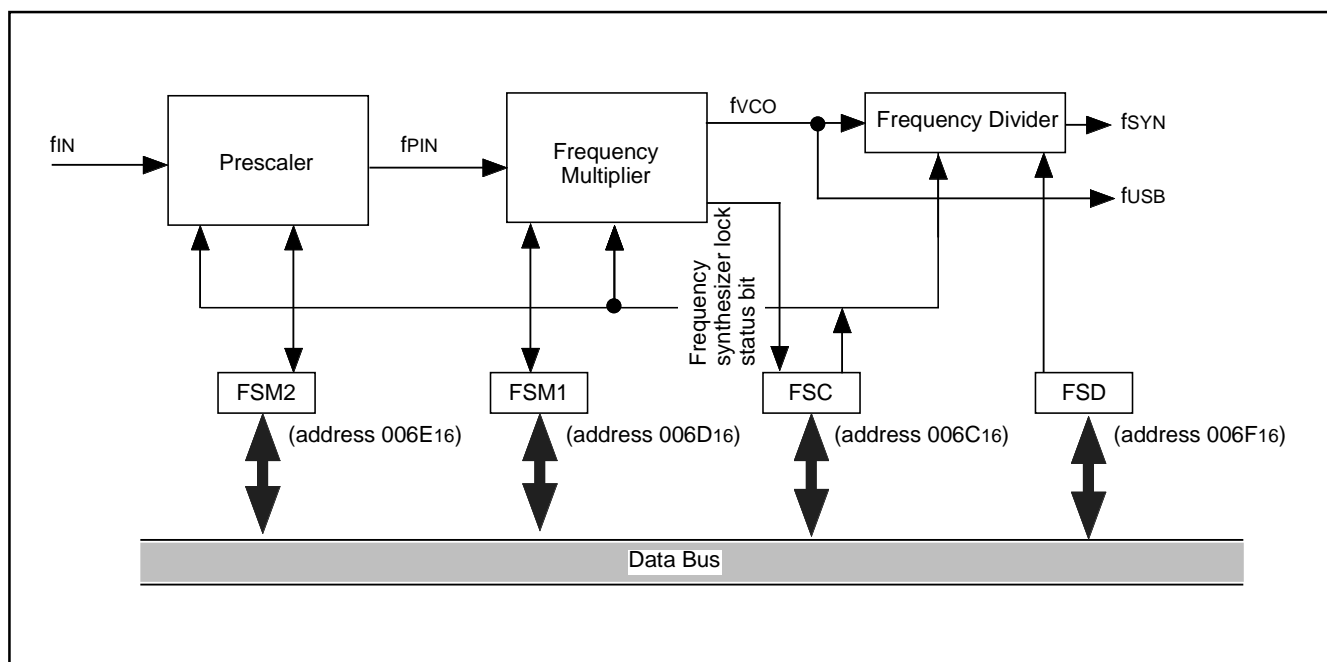 fIN
Prescaler
fPIN
Frequency
Multiplier
fVCO
Frequency Divider
fSYN
fUSB
Frequency
synthesizer lock
status bit
FSM2
(address 006E16)
FSM1
(address 006D16)
FSC
(address 006C16)
FSD
(address 006F16)
Data Bus